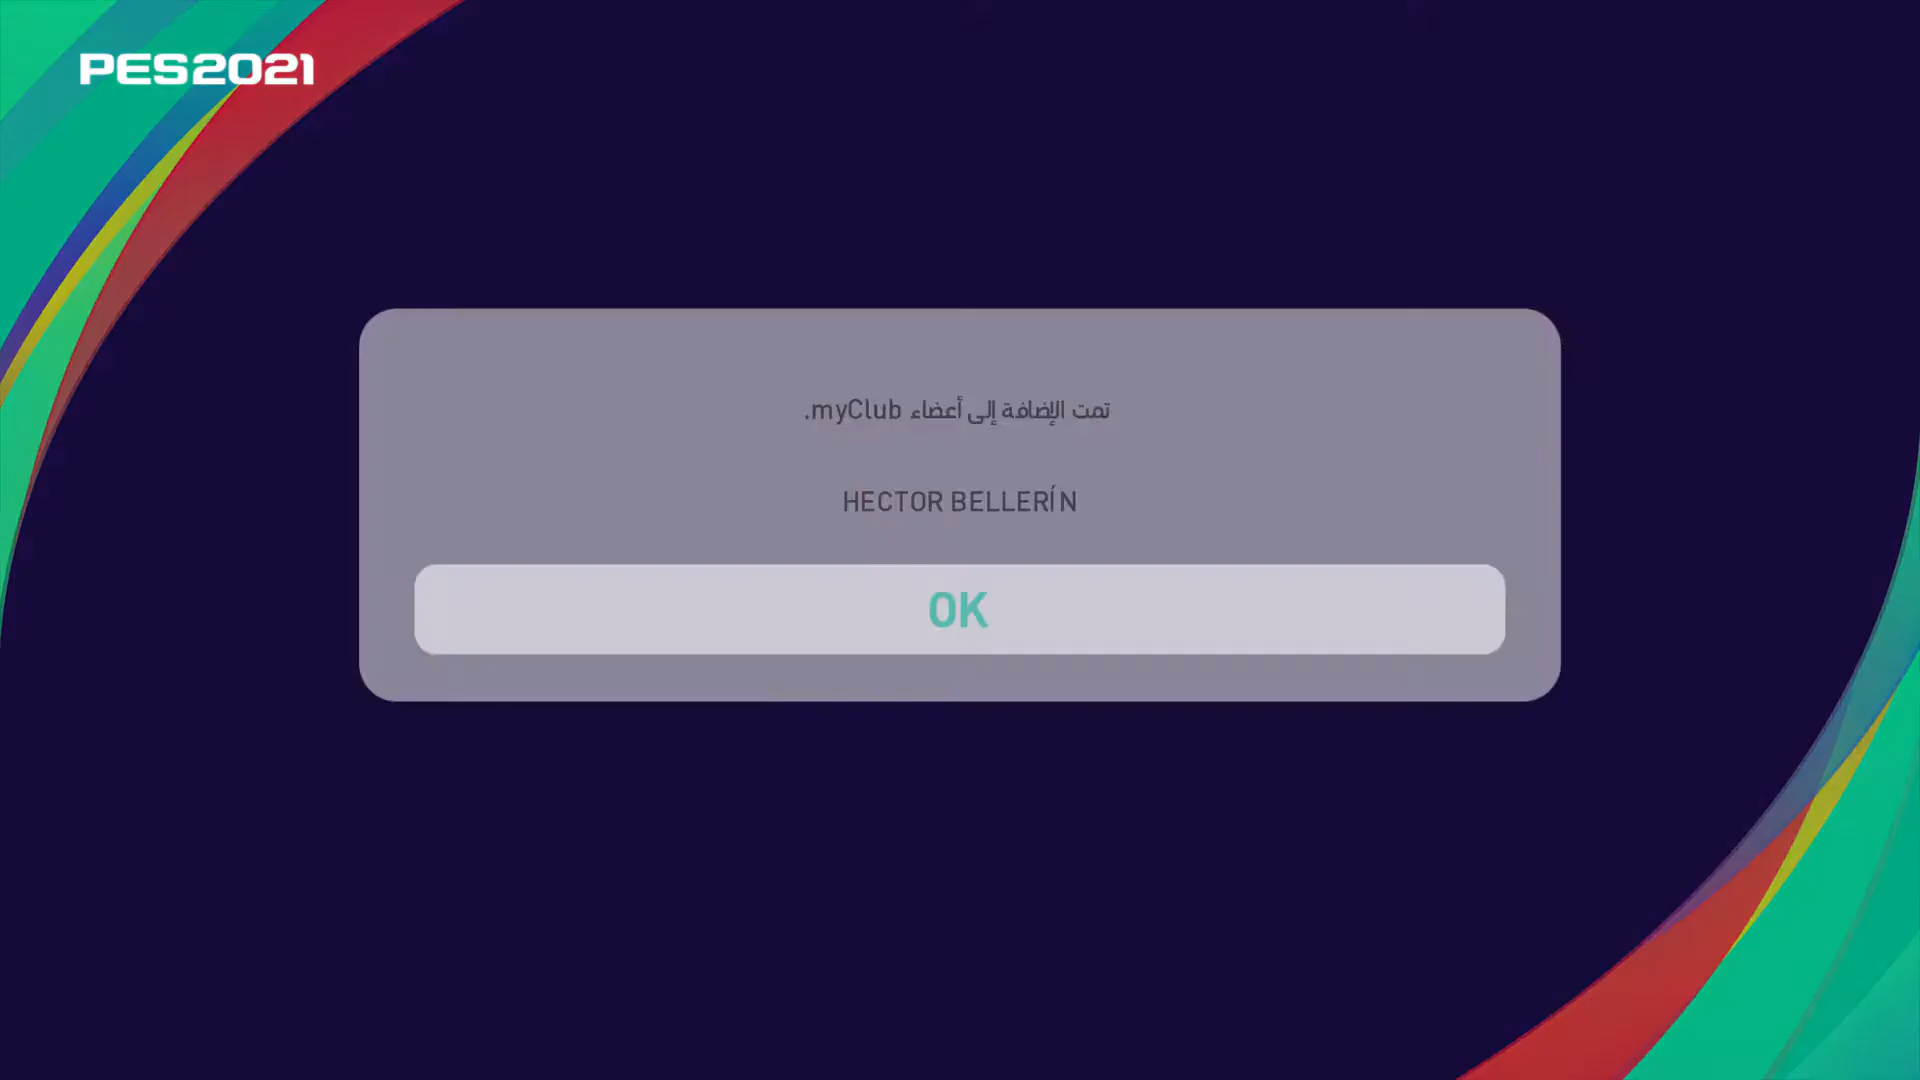 PES2021
تمت الإضافة إلى أعضاء myClub.
HECTOR BELLERÍN
OK